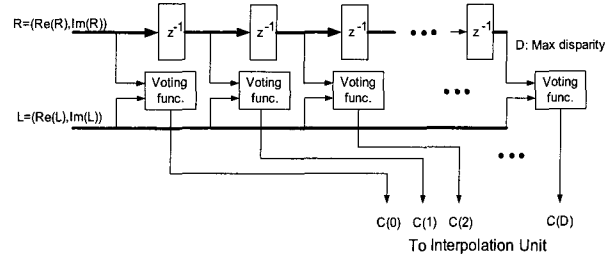 R=(Re(R),Im(R))
z-1
z-1
z-1
z-1
D: Max disparity
Voting func.
Voting func.
Voting func.
Voting func.
L=(Re(L),Im(L))
C(0)
C(1)
C(2)
C(D)
To Interpolation Unit